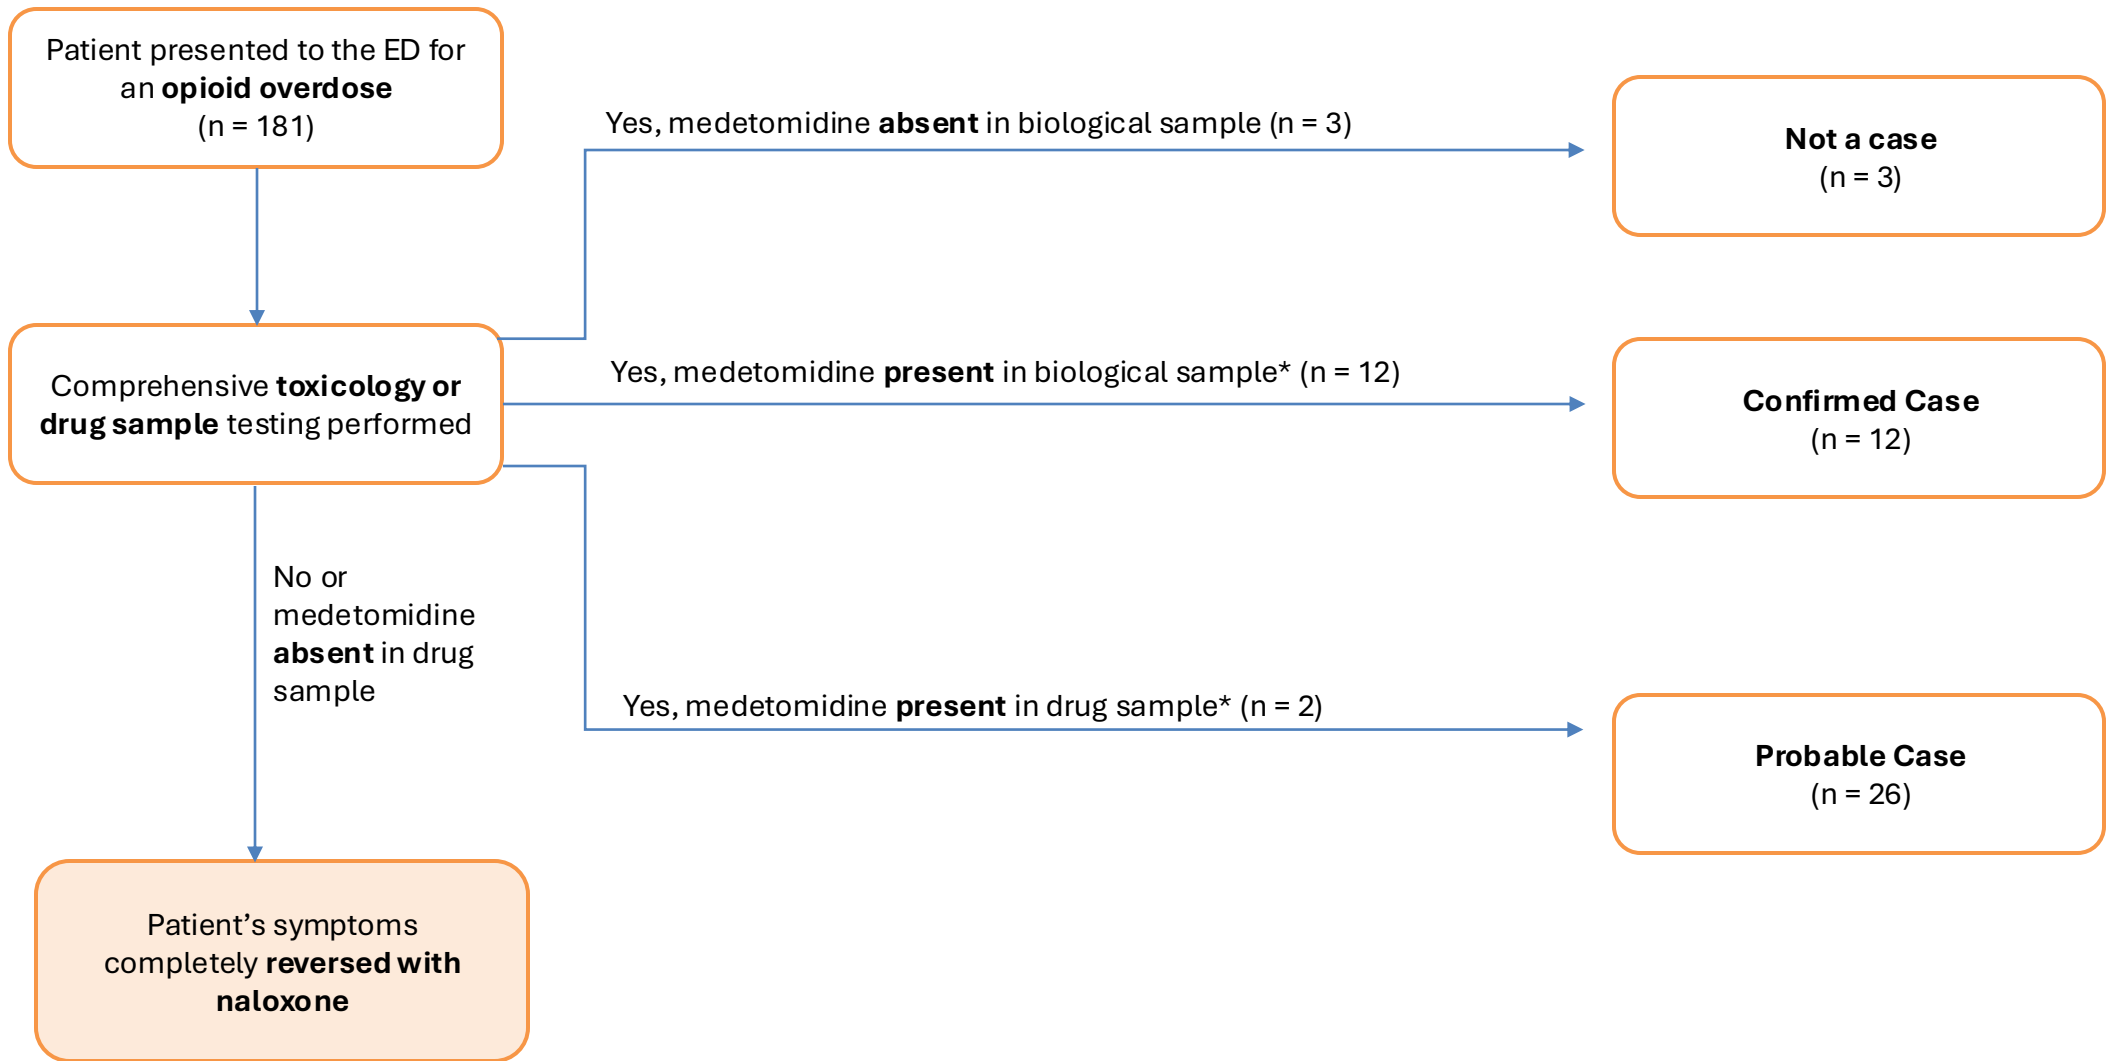 Patient presented to the ED for
an opioid overdose
(n = 181)
Yes, medetomidine absent in biological sample (n = 3)
Not a case
(n = 3)
Comprehensive toxicology or
drug sample testing performed
Yes, medetomidine present in biological sample* (n = 12)
Confirmed Case
(n = 12)
No or
medetomidine
absent in drug
sample
Yes, medetomidine present in drug sample* (n = 2)
Probable Case
(n = 26)
Patient’s symptoms
completely reversed with
naloxone